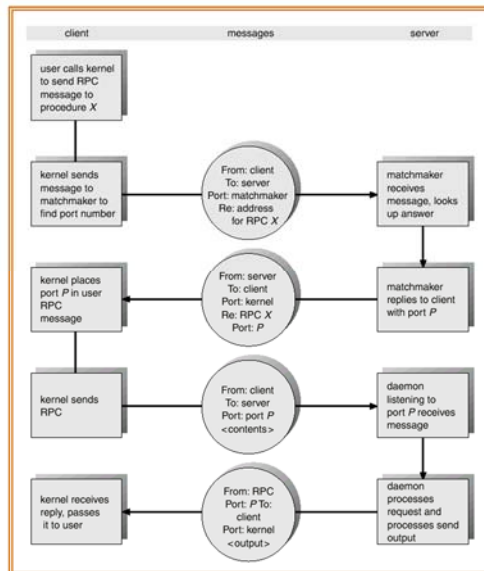 client
messages
server
user calls kernel
to send RPC
message to
procedure X
kernel sends
message to
matchmaker to
find port number
From: client
To: server
Port: matchmaker
Re: address
for RPC X
matchmaker
receives
message, looks
up answer
kernel places
port P in user
RPC
message
From: server
To: client
Port: kernel
Re: RPC X
Port: P
matchmaker
replies to client
with port P
kernel sends
RPC
From: client
To: server
Port: port P
<contents>
daemon
listening to
port P receives
message
kernel receives
reply, passes
it to user
From: RPC
Port: P To:
client
Port: kernel
<output>
daemon
processes
request and
processes send
output